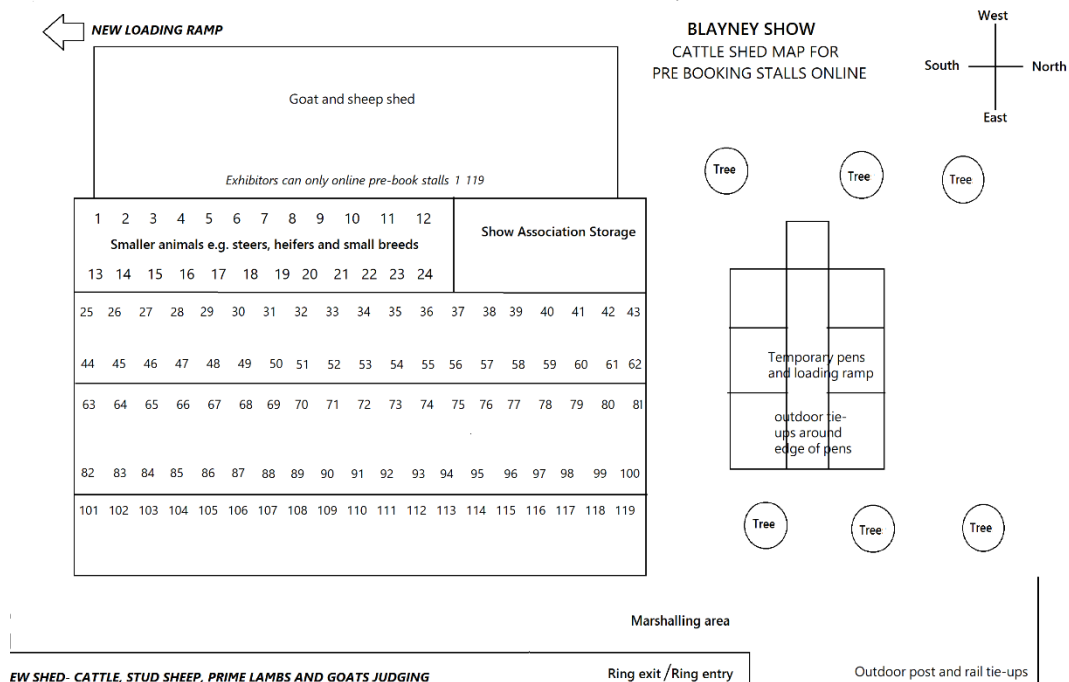 NEW LOADING RAMP
BLAYNEY SHOW
CATTLE SHED MAP FOR
PRE BOOKING STALLS ONLINE
West
South
North
East
Goat and sheep shed
Exhibitors can only online pre-book stalls 1 119
Tree
Tree
Tree
1 2 3 4 5 6 7 8 9 10 11 12
Smaller animals e.g. steers, heifers and small breeds
Show Association Storage
13 14 15 16 17 18 19 20 21 22 23 24
25 26 27 28 29 30 31 32 33 34 35 36 37 38 39 40 41 42 43
44 45 46 47 48 49 50 51 52 53 54 55 56 57 58 59 60 61 62
63 64 65 66 67 68 69 70 71 72 73 74 75 76 77 78 79 80 81
82 83 84 85 86 87 88 89 90 91 92 93 94 95 96 97 98 99 100
101 102 103 104 105 106 107 108 109 110 111 112 113 114 115 116 117 118 119
Temporary pens
and loading ramp
outdoor tie-
ups around
edge of pens
Tree
Tree
Tree
Marshalling area
EW SHED- CATTLE, STUD SHEEP, PRIME LAMBS AND GOATS JUDGING
Ring exit /Ring entry
Outdoor post and rail tie-ups